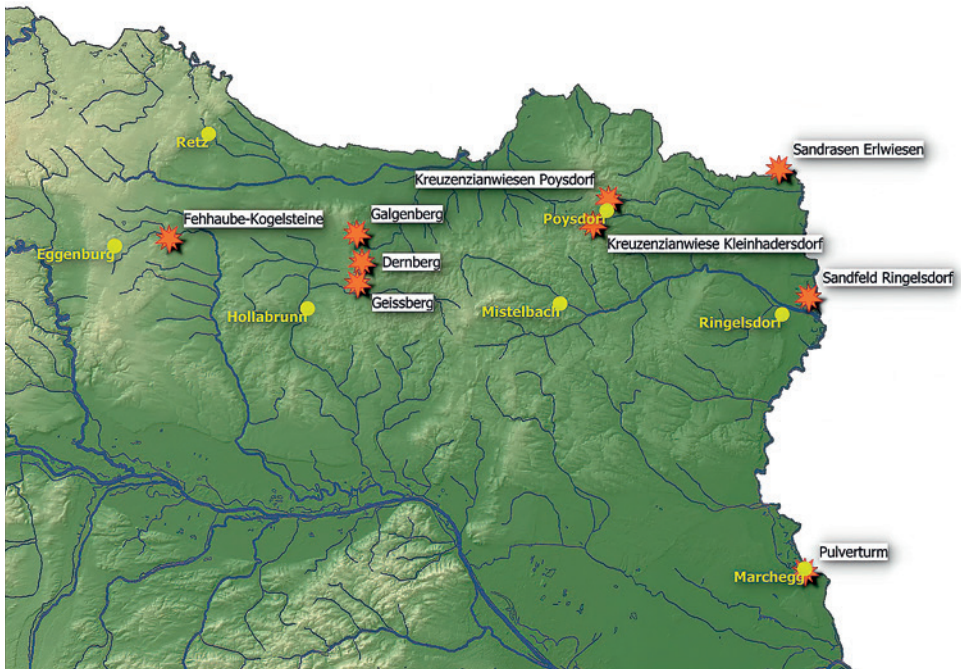 Retz
Sandrasen Erlwiesen
Kreuzenzianwiesen Poysdorf
Fehhaube-Kogelsteine
Galgenberg
Poysdorf
Eggenburg
Kreuzenzianwiese Kleinhadersdorf
Dernberg
Sandfeld Ringelsdorf
Geissberg
Hollabrunn
Mistelbach
Ringelsdorf
Pulverturm
Marchegg